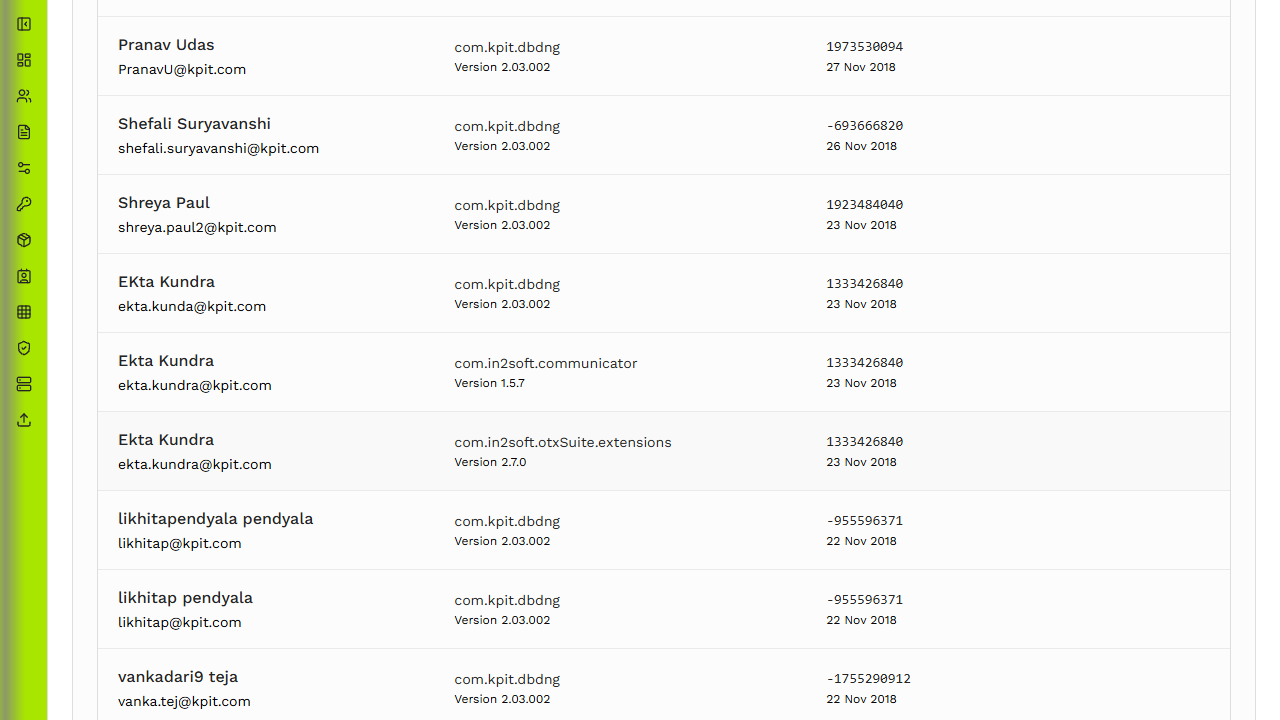 Pranav Udas
PranavU@kpit.com
com.kpit.dbdng
Version 2.03.002
1973530094
27 Nov 2018
Shefali Suryavanshi
shefali.suryavanshi@kpit.com
com.kpit.dbdng
Version 2.03.002
-693666820
26 Nov 2018
Shreya Paul
shreya.paul2@kpit.com
com.kpit.dbdng
Version 2.03.002
1923484040
23 Nov 2018
EKta Kundra
ekta.kunda@kpit.com
com.kpit.dbdng
Version 2.03.002
1333426840
23 Nov 2018
Ekta Kundra
ekta.kundra@kpit.com
com.in2soft.communicator
Version 1.5.7
1333426840
23 Nov 2018
Ekta Kundra
ekta.kundra@kpit.com
com.in2soft.otxSuite.extensions
Version 2.7.0
1333426840
23 Nov 2018
likhitapendyala pendyala
likhitap@kpit.com
com.kpit.dbdng
Version 2.03.002
-955596371
22 Nov 2018
likhitap pendyala
likhitap@kpit.com
com.kpit.dbdng
Version 2.03.002
-955596371
22 Nov 2018
vankadari9 teja
vanka.tej@kpit.com
com.kpit.dbdng
Version 2.03.002
-1755290912
22 Nov 2018